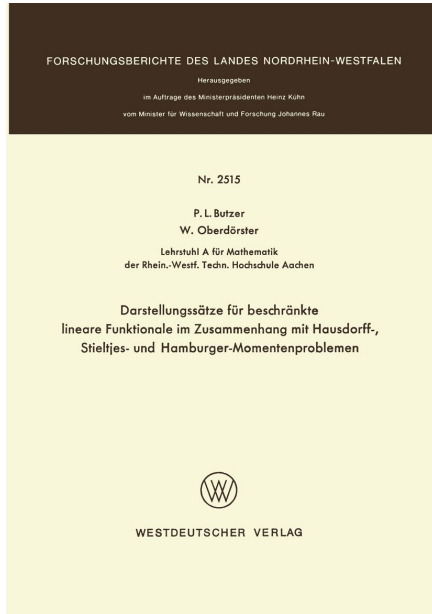 FORSCHUNGSBERICHTE DES LANDES NORDRHEIN-WESTFALEN
Herausgegeben
im Auftrage des Ministerpräsidenten Heinz Kühn
vom Minister für Wissenschaft und Forschung Johannes Rau
Nr. 2515
P. L. Butzer
W. Oberdörster
Lehrstuhl A für Mathematik
der Rhein.-Westf. Techn. Hochschule Aachen
Darstellungssätze für beschränkte
lineare Funktionale im Zusammenhang mit Hausdorff-,
Stieltjes- und Hamburger-Momentenproblemen
WESTDEUTSCHER VERLAG